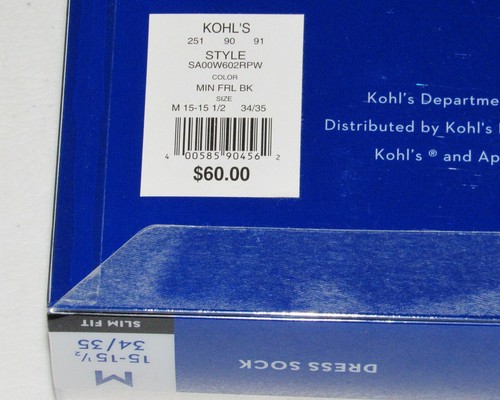 KOHL'S
251 90 91
STYLE
SA00W602RPW
COLOR
MIN FRL BK
SIZE
M 15-15 1/2 34/35
4 00585 90456 2
$60.00
Kohl's Departme
Distributed by Kohl's
Kohl's ® and Ap
SLIM FIT
15-15 ½
34/35
M
DRESS SOCK